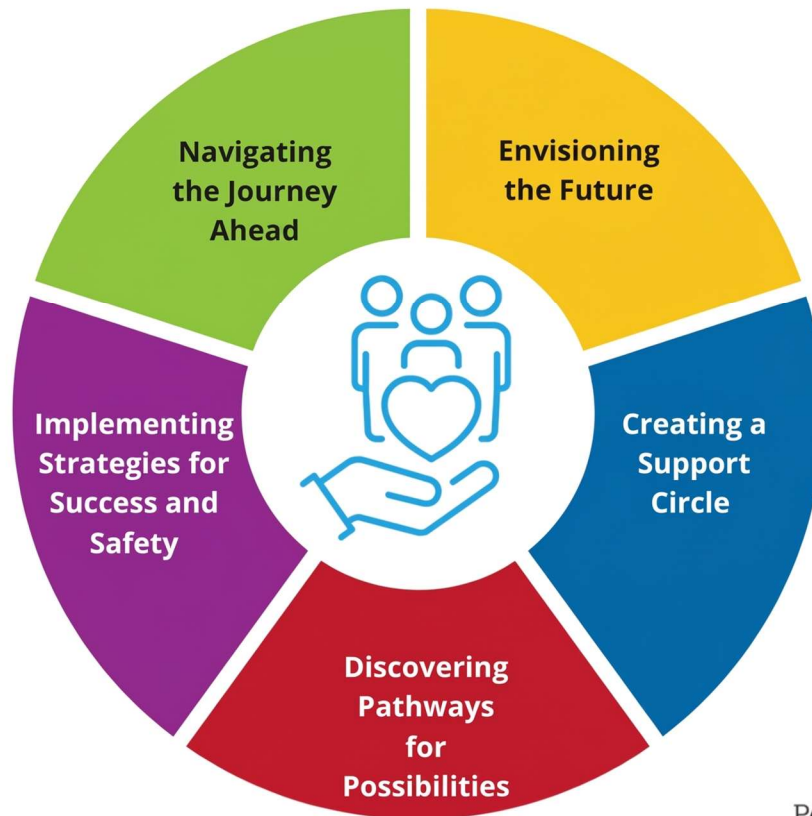 Envisioning
the Future
Creating a
Support
Circle
Discovering
Pathways
for
Possibilities
Implementing
Strategies for
Success and
Safety
Navigating
the Journey
Ahead